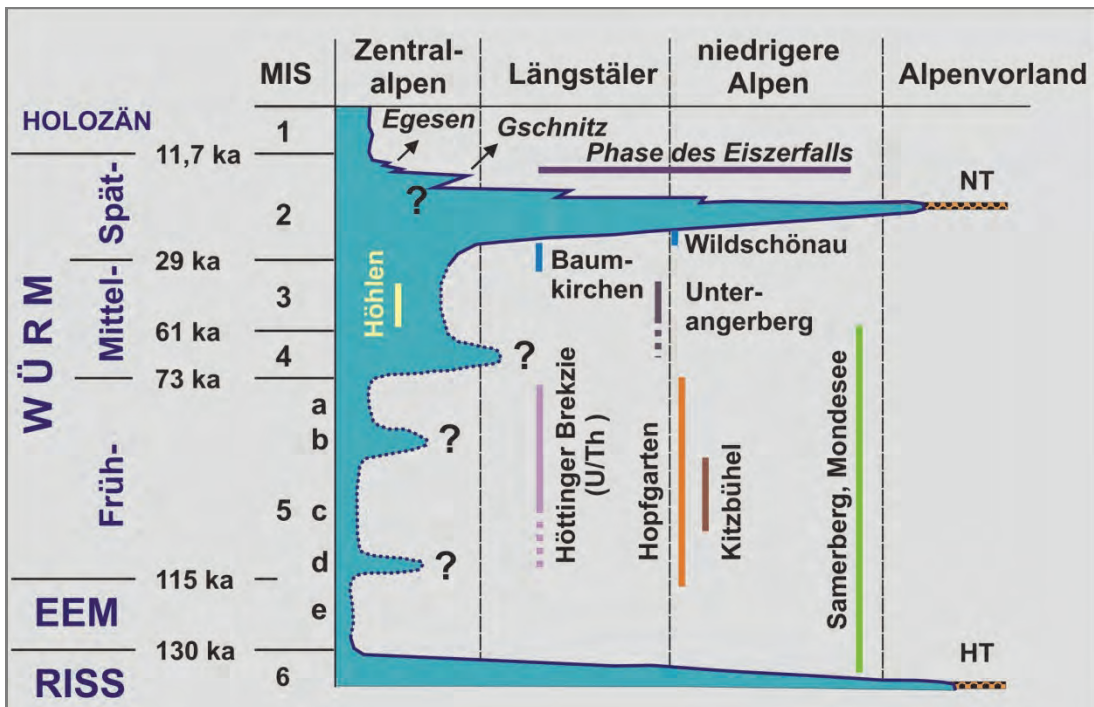 MIS
Zentral-
alpen
Längstäler
niedrigere
Alpen
Alpenvorland
HOLOZÄN
1
Egesen
Gschnitz
11,7 ka
Phase des Eiszerfalls
NT
WÜRM
Spät-
2
?
Wildschönau
29 ka
Baum-
kirchen
Mittel-
3
Höhlen
Unter-
angerberg
61 ka
4
?
73 ka
Früh-
a
b
?
5
c
d
?
Höttinger Brekzie
(U/Th )
Hopfgarten
Kitzbühel
Samerberg, Mondesee
115 ka
EEM
e
130 ka
RISS
6
HT